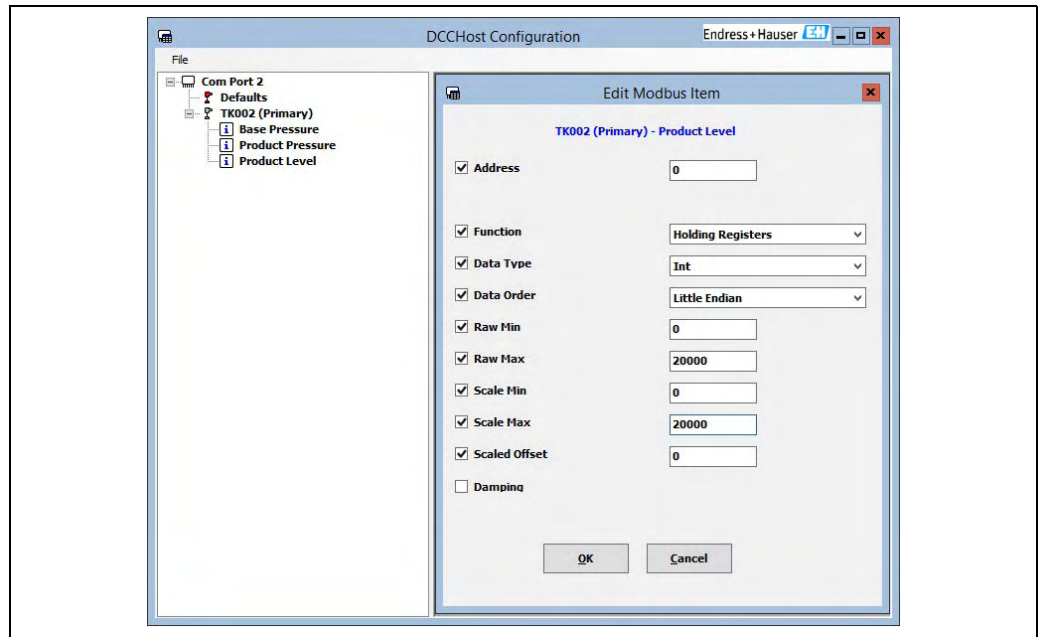 DCCHost Configuration
Endress+Hauser EH
File
Com Port 2
Defaults
TK002 (Primary)
Base Pressure
Product Pressure
Product Level
Edit Modbus Item
TK002 (Primary) - Product Level
Address 0
Function Holding Registers
Data Type Int
Data Order Little Endian
Raw Min 0
Raw Max 20000
Scale Min 0
Scale Max 20000
Scaled Offset 0
Damping
OK Cancel